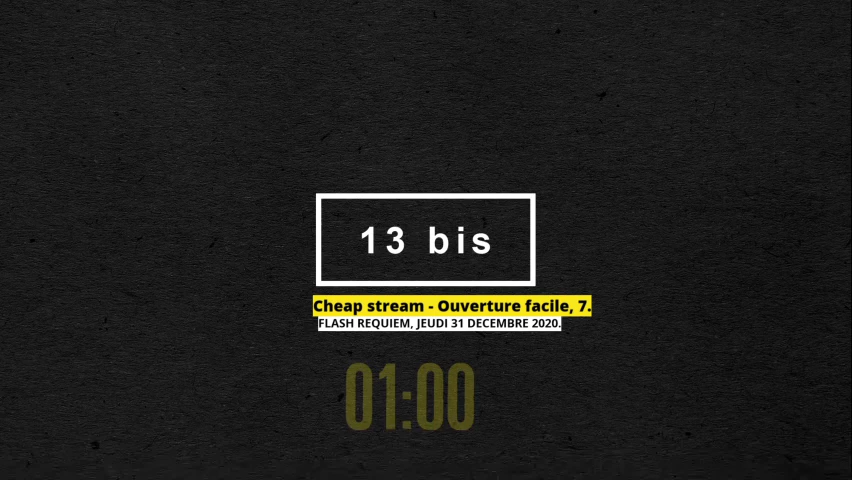 13 bis
Cheap stream - Ouverture facile, 7.
FLASH REQUIEM, JEUDI 31 DECEMBRE 2020.
01:00